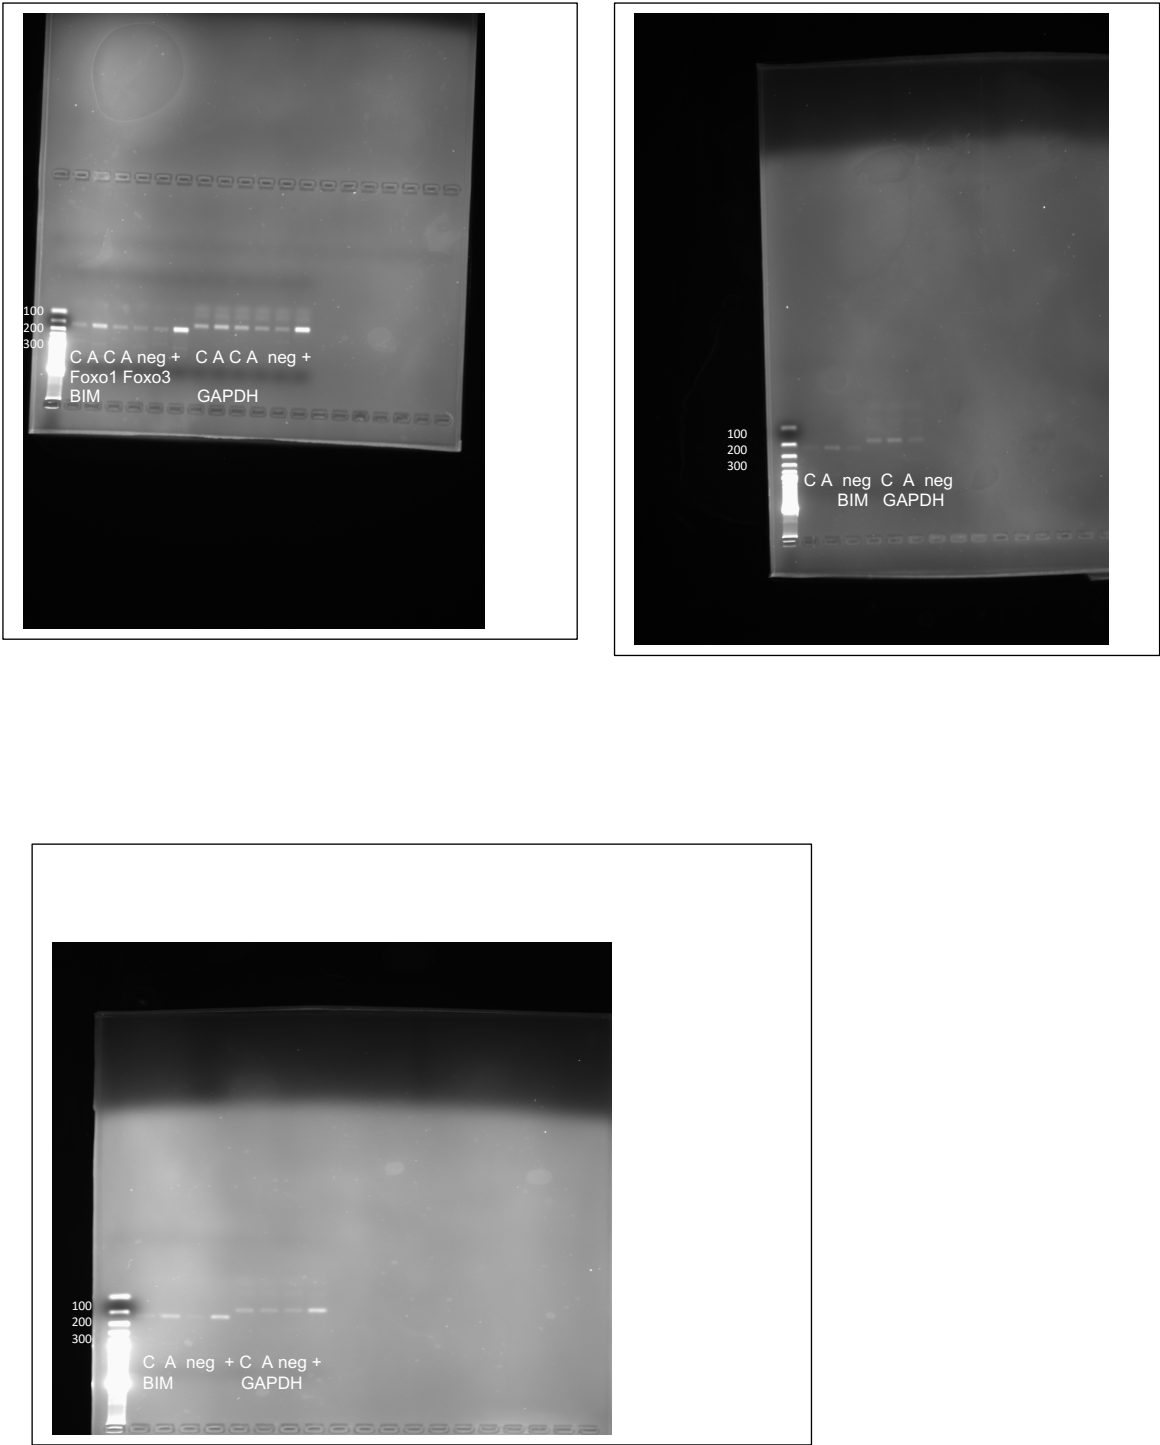 100
200
300
C A C A neg + C A C A neg +
Foxo1 Foxo3
BIM GAPDH
100
200
300
C A neg C A neg
BIM GAPDH
100
200
300
C A neg + C A neg +
BIM GAPDH